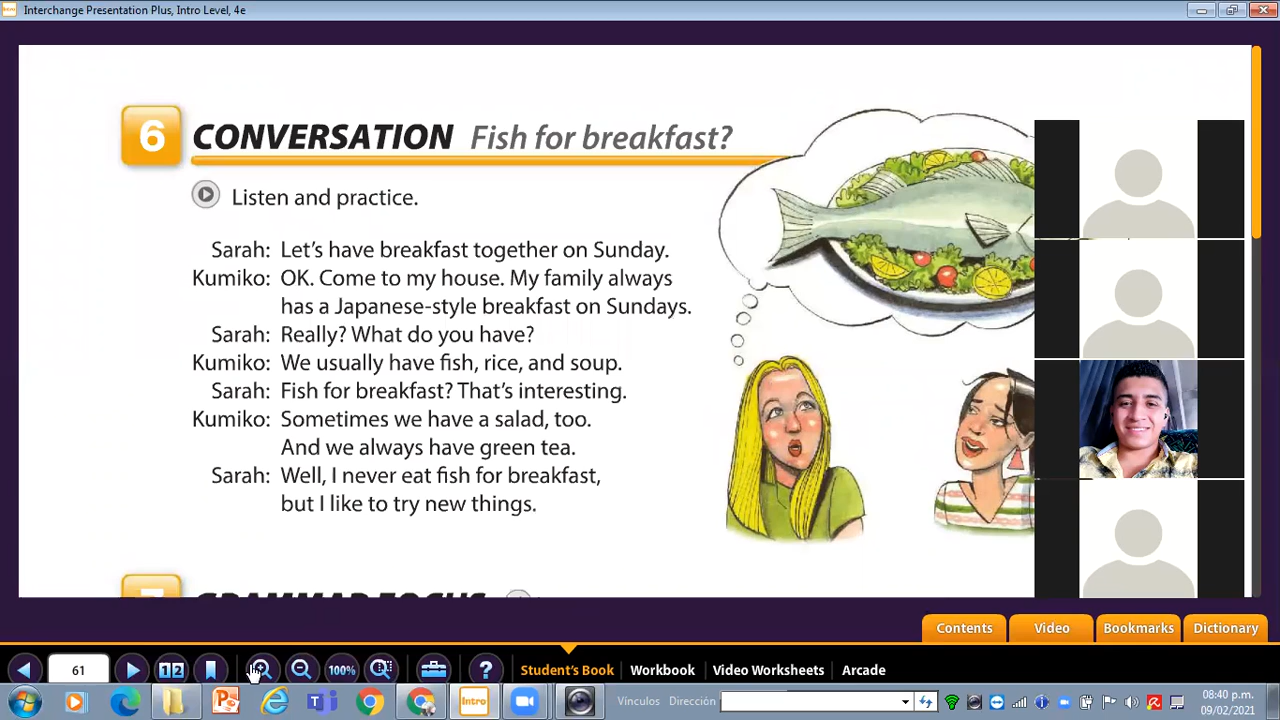 Interchange Presentation Plus, Intro Level, 4e
6 CONVERSATION Fish for breakfast?
Listen and practice.
Sarah: Let's have breakfast together on Sunday.
Kumiko: OK. Come to my house. My family always
has a Japanese-style breakfast on Sundays.
Sarah: Really? What do you have?
Kumiko: We usually have fish, rice, and soup.
Sarah: Fish for breakfast? That's interesting.
Kumiko: Sometimes we have a salad, too.
And we always have green tea.
Sarah: Well, I never eat fish for breakfast,
but I like to try new things.
7 GRAMMAR FOCUS
Contents Video Bookmarks Dictionary
61 12 100% ? Student's Book Workbook Video Worksheets Arcade
Intro Vínculos Dirección
08:40 p.m.
09/02/2021